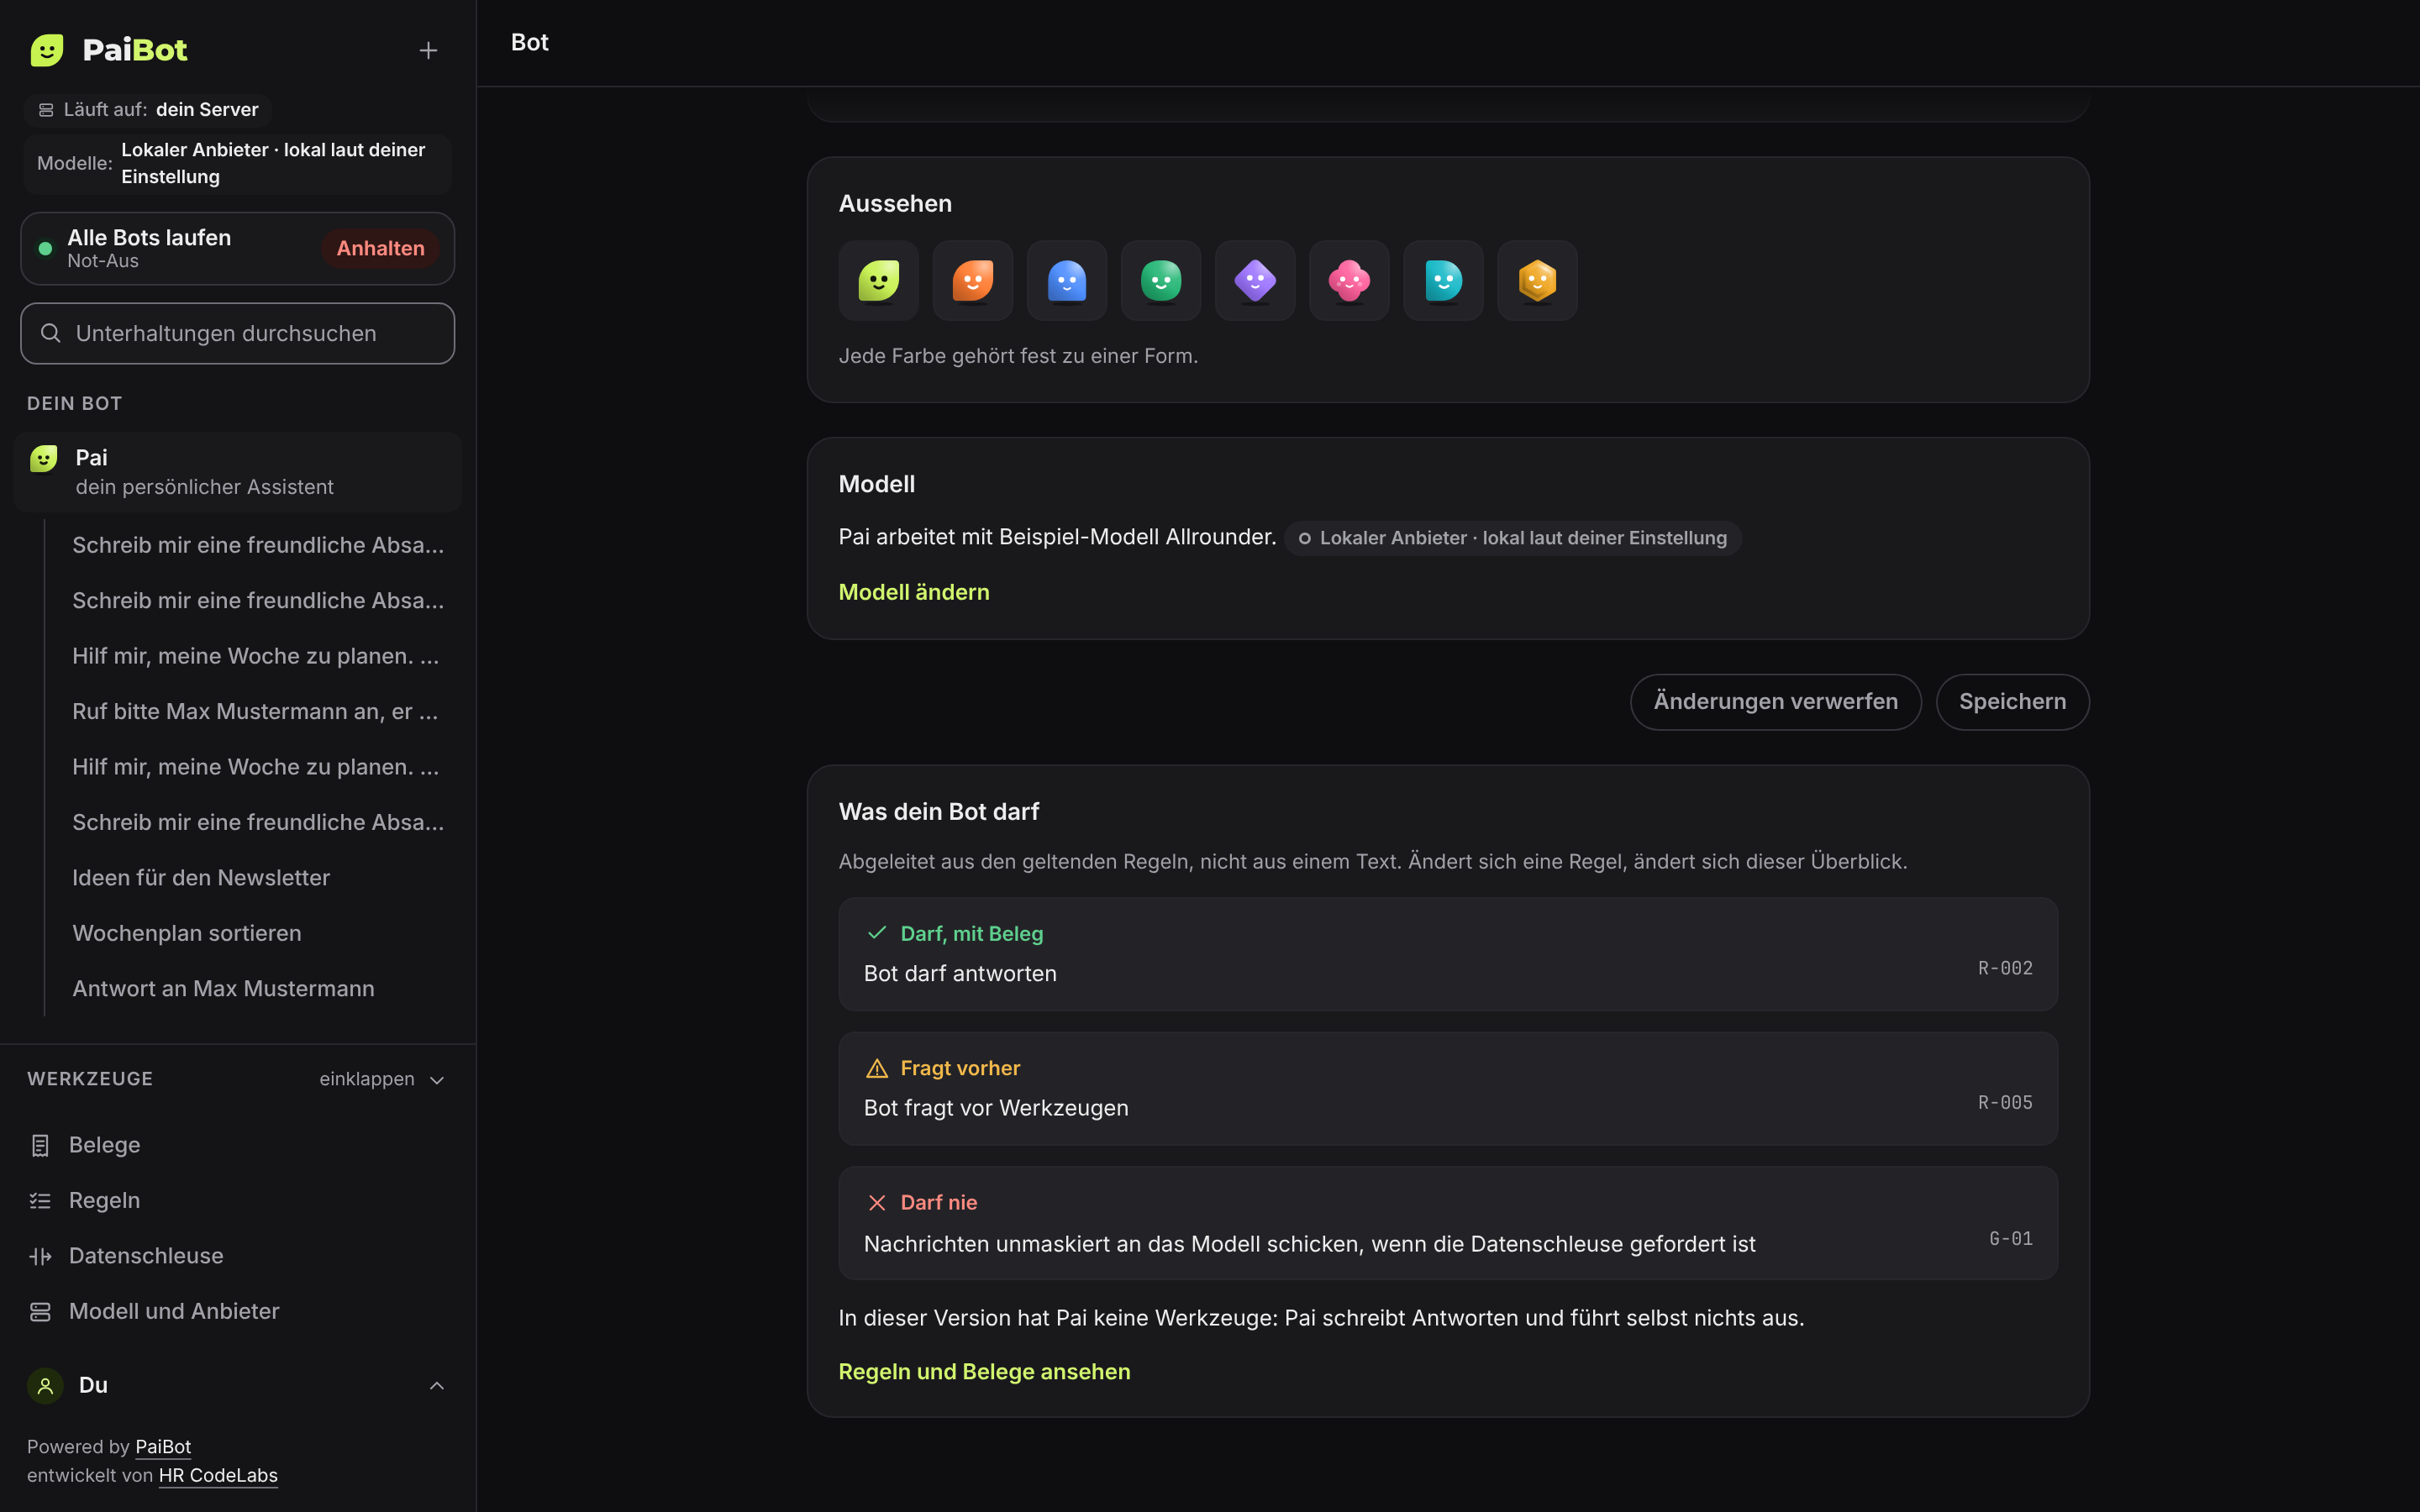 PaiBot
Läuft auf: dein Server
Modelle: Lokaler Anbieter · lokal laut deiner
Einstellung
Alle Bots laufen
Not-Aus
Anhalten
Unterhaltungen durchsuchen
DEIN BOT
Pai
dein persönlicher Assistent
Schreib mir eine freundliche Absa...
Schreib mir eine freundliche Absa...
Hilf mir, meine Woche zu planen. ...
Ruf bitte Max Mustermann an, er ...
Hilf mir, meine Woche zu planen. ...
Schreib mir eine freundliche Absa...
Ideen für den Newsletter
Wochenplan sortieren
Antwort an Max Mustermann
WERKZEUGE einklappen
Belege
Regeln
Datenschleuse
Modell und Anbieter
Du
Powered by PaiBot
entwickelt von HR CodeLabs
Bot
Aussehen
Jede Farbe gehört fest zu einer Form.
Modell
Pai arbeitet mit Beispiel-Modell Allrounder. Lokaler Anbieter · lokal laut deiner Einstellung
Modell ändern
Änderungen verwerfen Speichern
Was dein Bot darf
Abgeleitet aus den geltenden Regeln, nicht aus einem Text. Ändert sich eine Regel, ändert sich dieser Überblick.
Darf, mit Beleg
Bot darf antworten R-002
Fragt vorher
Bot fragt vor Werkzeugen R-005
Darf nie
Nachrichten unmaskiert an das Modell schicken, wenn die Datenschleuse gefordert ist G-01
In dieser Version hat Pai keine Werkzeuge: Pai schreibt Antworten und führt selbst nichts aus.
Regeln und Belege ansehen